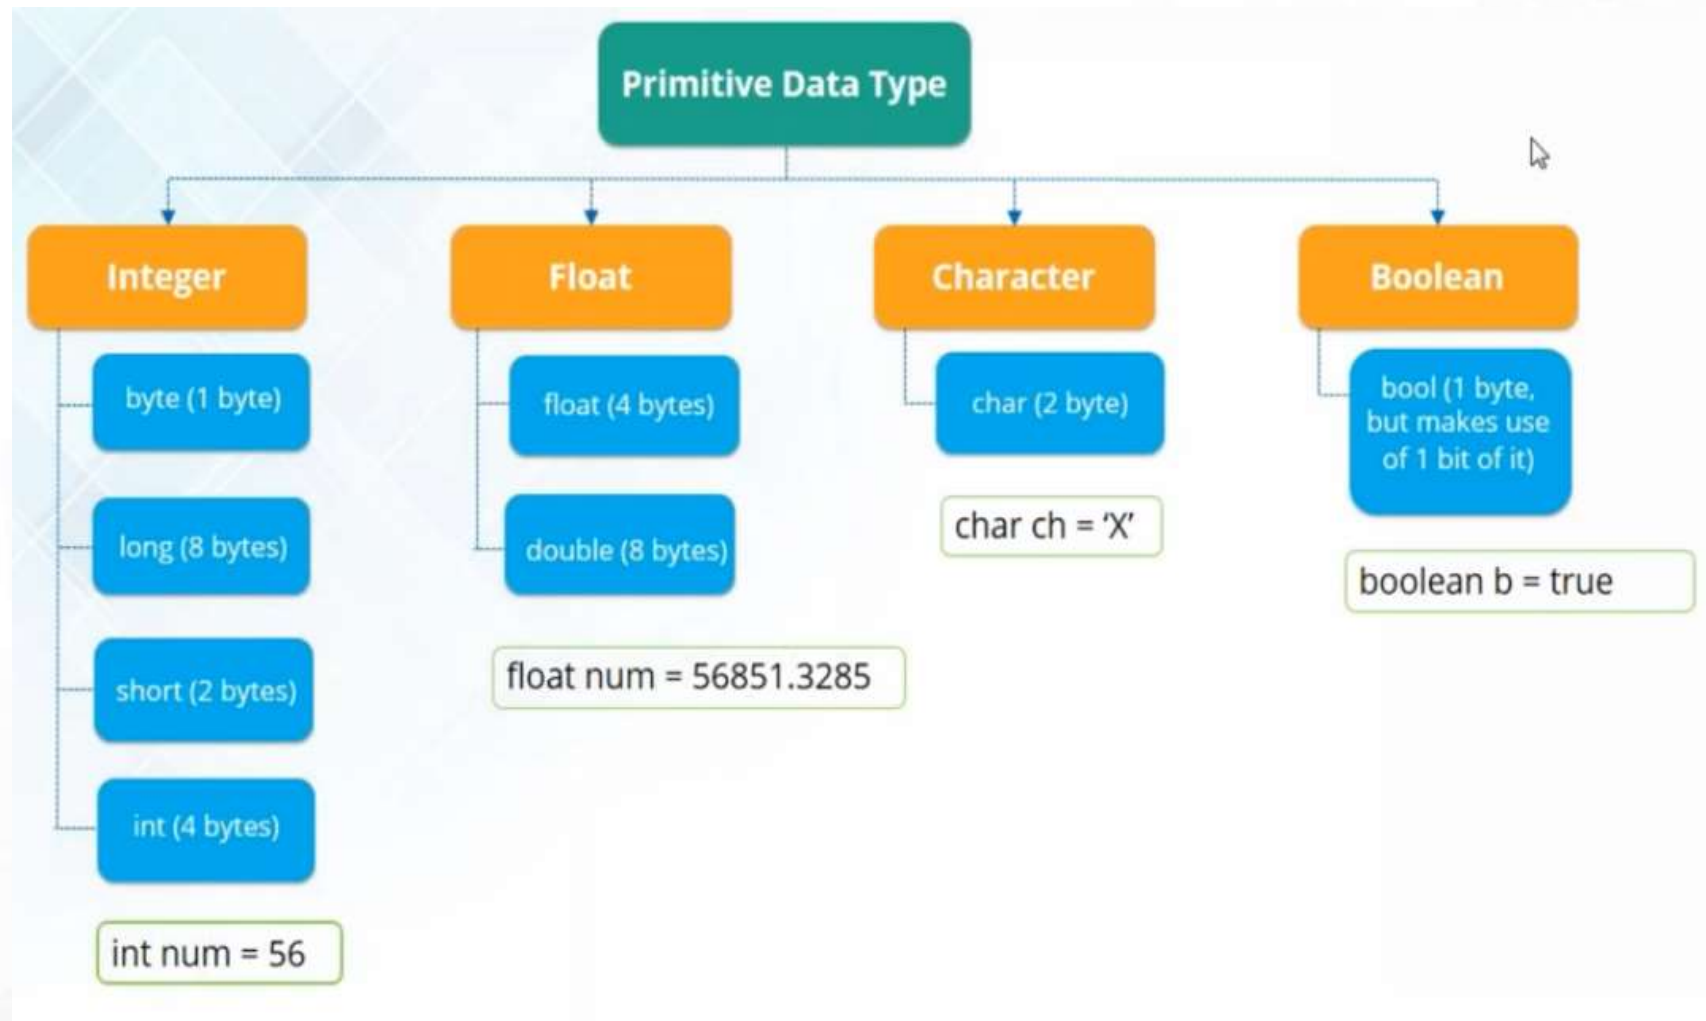 Primitive Data Type
Integer
Float
Character
Boolean
byte (1 byte)
long (8 bytes)
short (2 bytes)
int (4 bytes)
int num = 56
float (4 bytes)
double (8 bytes)
float num = 56851.3285
char (2 byte)
char ch = ‘X’
bool (1 byte,
but makes use
of 1 bit of it)
boolean b = true